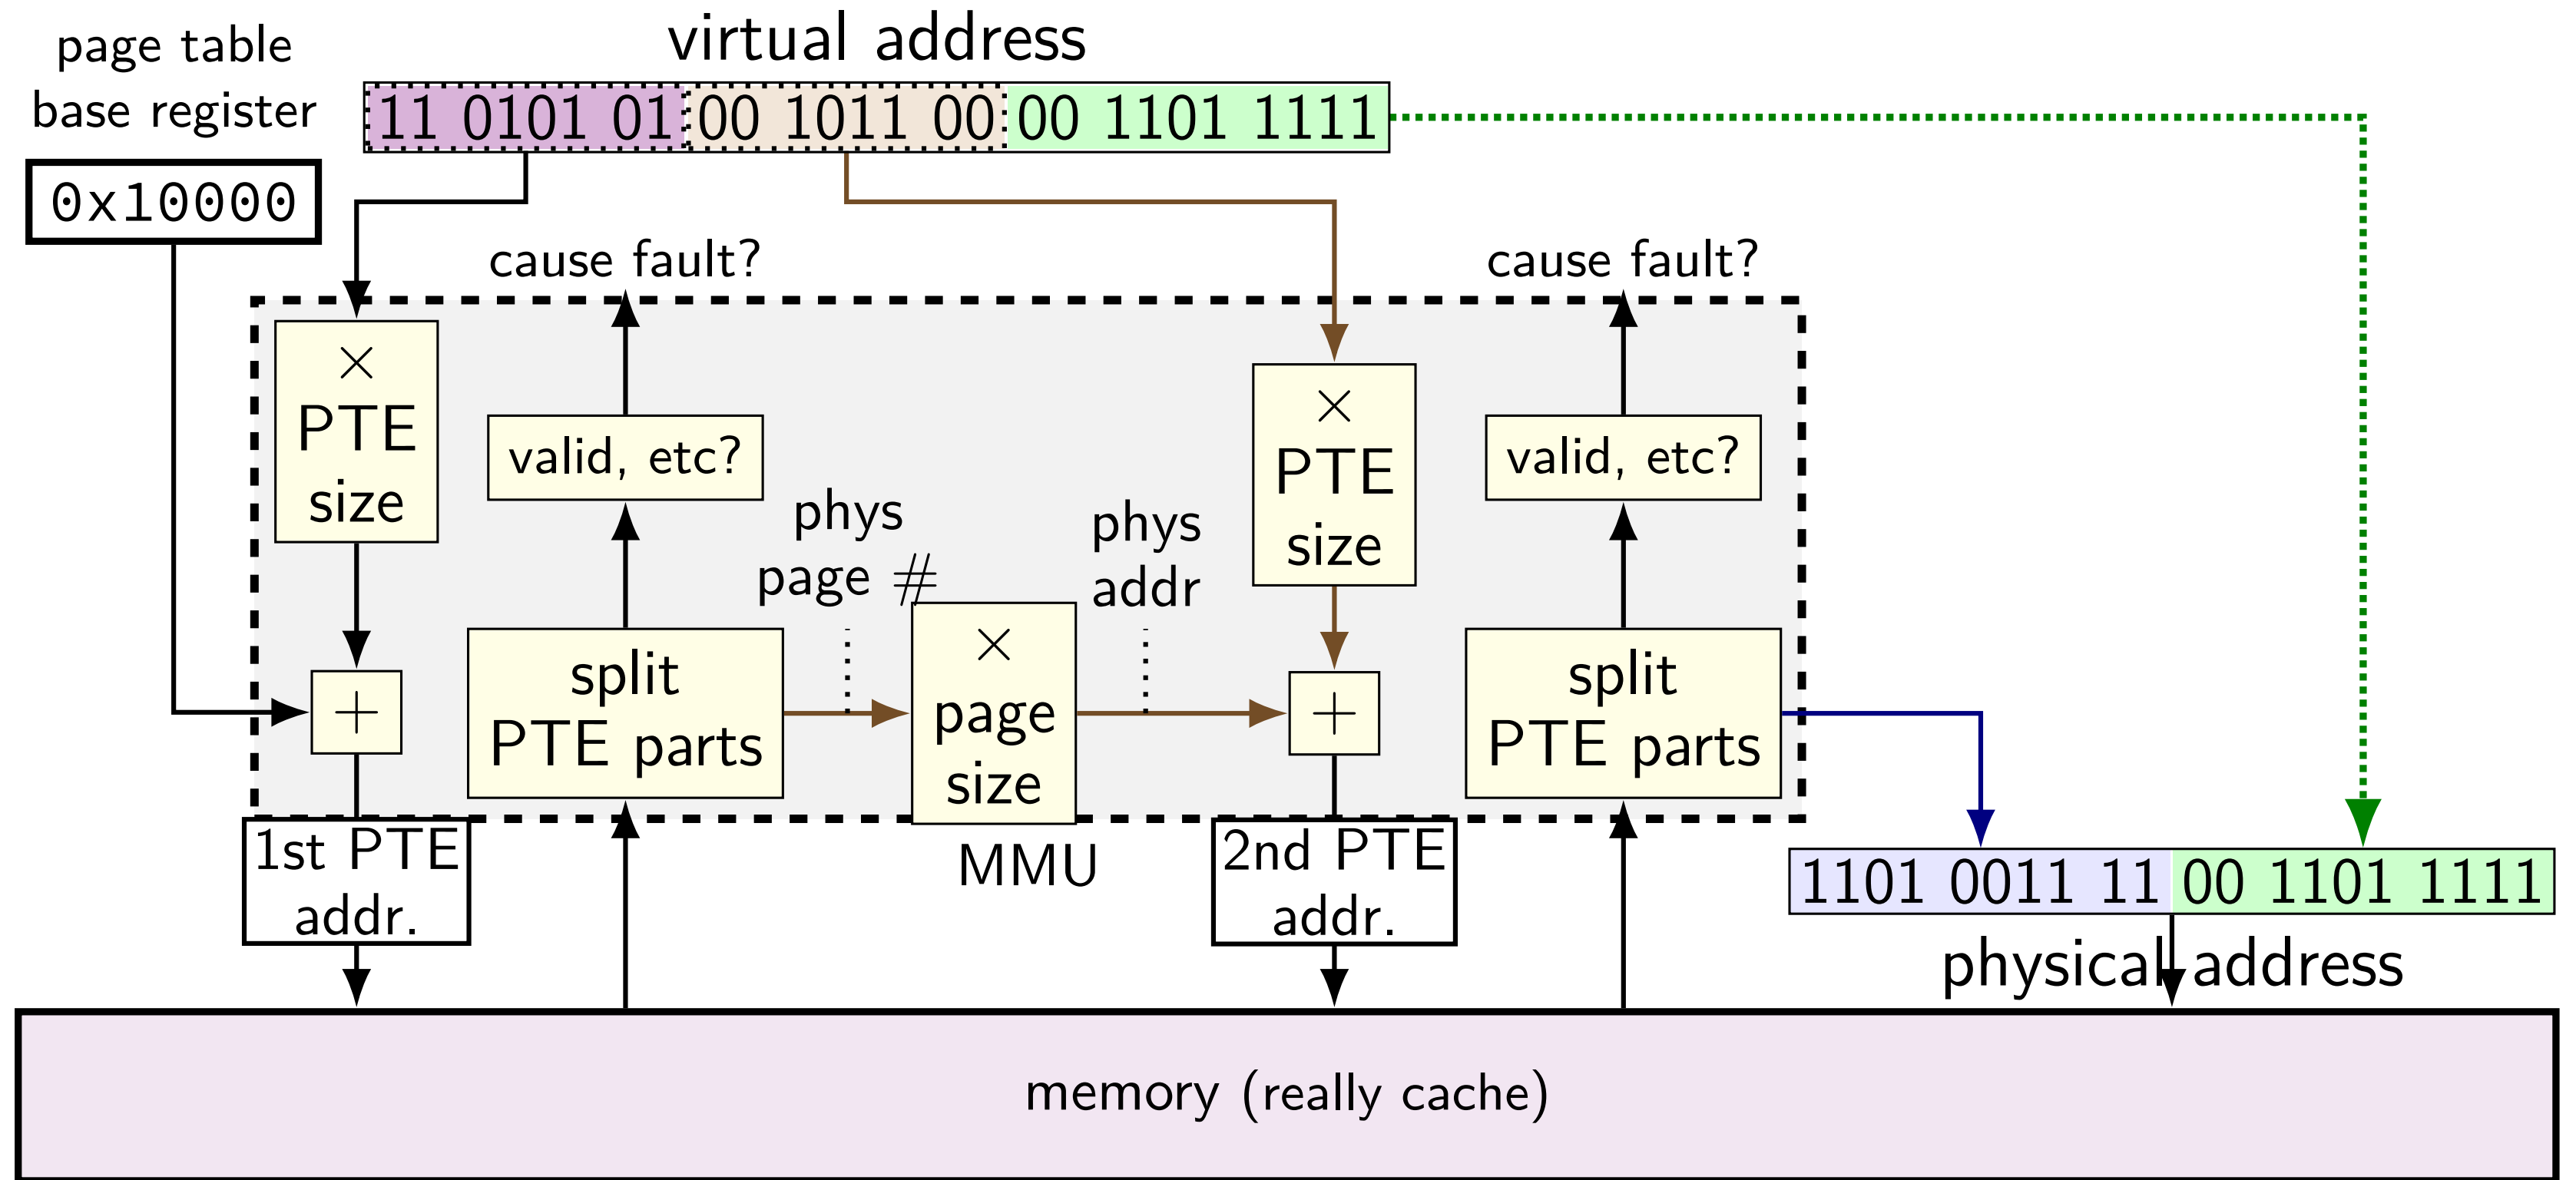 virtual address
page table
base register
11 0101 01 00 1011 00 00 1101 1111
0x10000
cause fault?
cause fault?
×
PTE
size
valid, etc?
×
PTE
size
valid, etc?
phys
page #
phys
addr
+
split
PTE parts
×
page
size
+
split
PTE parts
1st PTE
addr.
MMU
2nd PTE
addr.
1101 0011 11 00 1101 1111
physical address
memory (really cache)